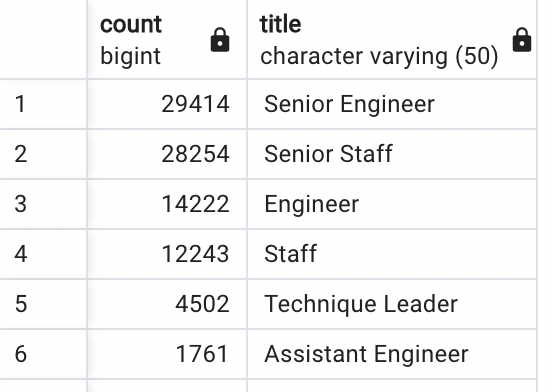 count title
bigint character varying (50)
1 29414 Senior Engineer
2 28254 Senior Staff
3 14222 Engineer
4 12243 Staff
5 4502 Technique Leader
6 1761 Assistant Engineer